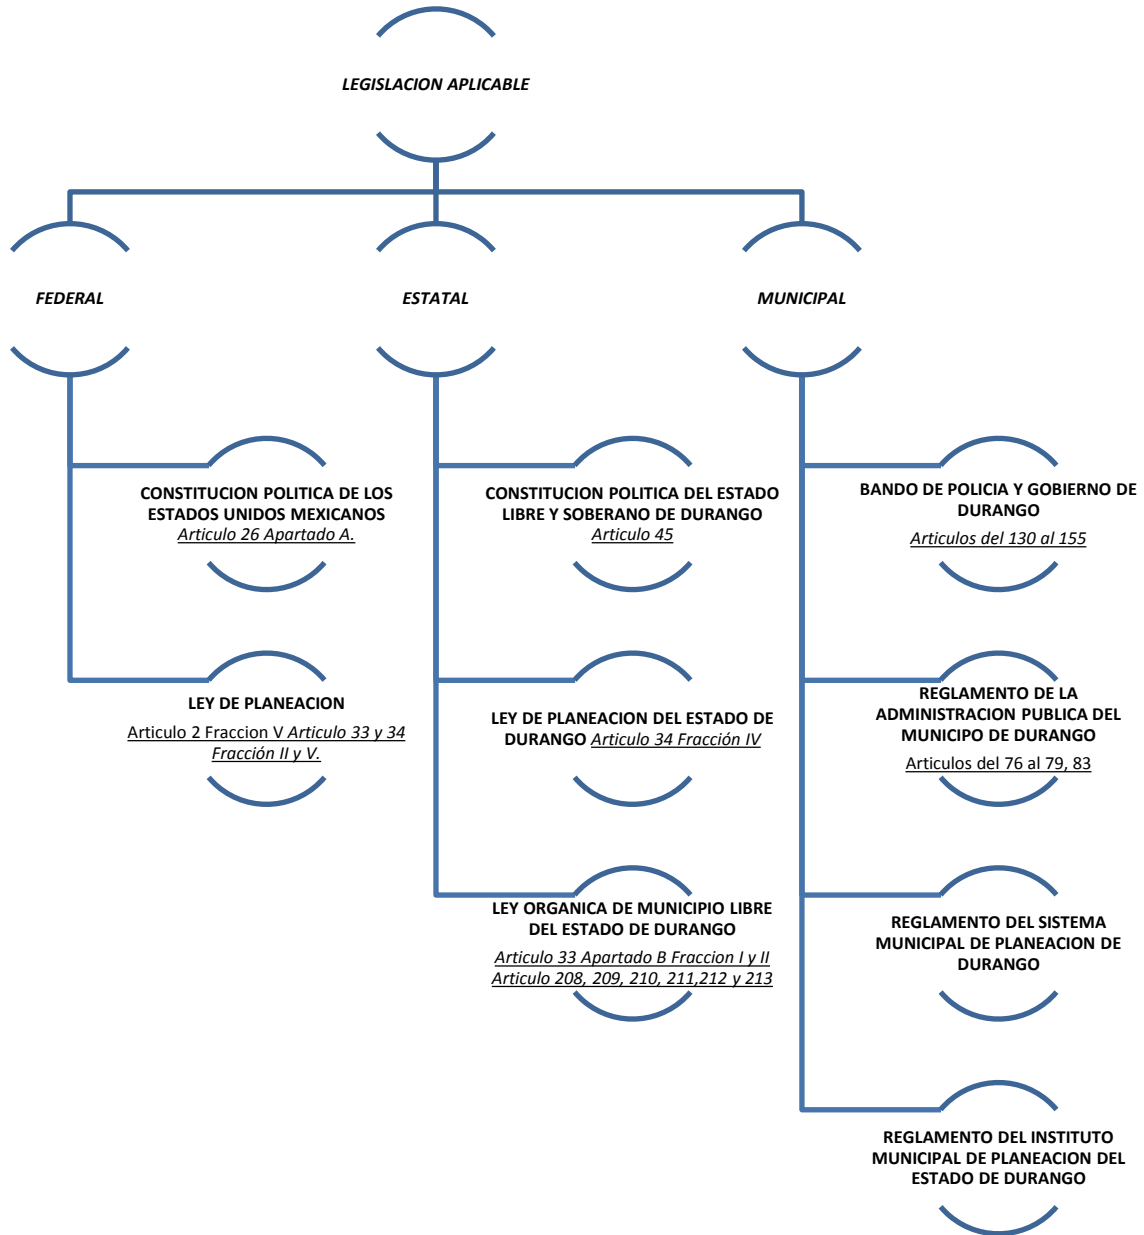 LEGISLACION APLICABLE
FEDERAL
ESTATAL
MUNICIPAL
CONSTITUCION POLITICA DE LOS
ESTADOS UNIDOS MEXICANOS
Articulo 26 Apartado A.
CONSTITUCION POLITICA DEL ESTADO
LIBRE Y SOBERANO DE DURANGO
Articulo 45
BANDO DE POLICIA Y GOBIERNO DE
DURANGO
Articulos del 130 al 155
LEY DE PLANEACION
Articulo 2 Fraccion V Articulo 33 y 34
Fracción II y V.
LEY DE PLANEACION DEL ESTADO DE
DURANGO Articulo 34 Fracción IV
REGLAMENTO DE LA
ADMINISTRACION PUBLICA DEL
MUNICIPO DE DURANGO
Articulos del 76 al 79, 83
LEY ORGANICA DE MUNICIPIO LIBRE
DEL ESTADO DE DURANGO
Articulo 33 Apartado B Fraccion I y II
Articulo 208, 209, 210, 211,212 y 213
REGLAMENTO DEL SISTEMA
MUNICIPAL DE PLANEACION DE
DURANGO
REGLAMENTO DEL INSTITUTO
MUNICIPAL DE PLANEACION DEL
ESTADO DE DURANGO